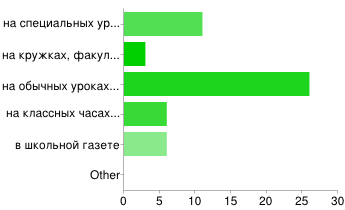 на специальных ур...
на кружках, факул...
на обычных уроках...
на классных часах...
в школьной газете
Other
0 5 10 15 20 25 30